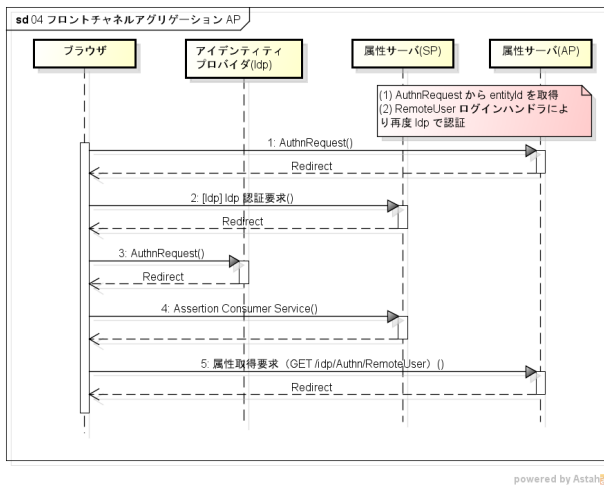 sd 04 フロントチャネルアグリゲーション AP
ブラウザ
アイデンティティ
プロバイダ(Idp)
属性サーバ(SP)
属性サーバ(AP)
(1) AuthnRequest から entityId を取得
(2) RemoteUser ログインハンドラによ
り再度 Idp で認証
1: AuthnRequest()
Redirect
2: [Idp] Idp 認証要求()
Redirect
3: AuthnRequest()
Redirect
4: Assertion Consumer Service()
5: 属性取得要求（GET /idp/Authn/RemoteUser）()
Redirect
powered by Astah